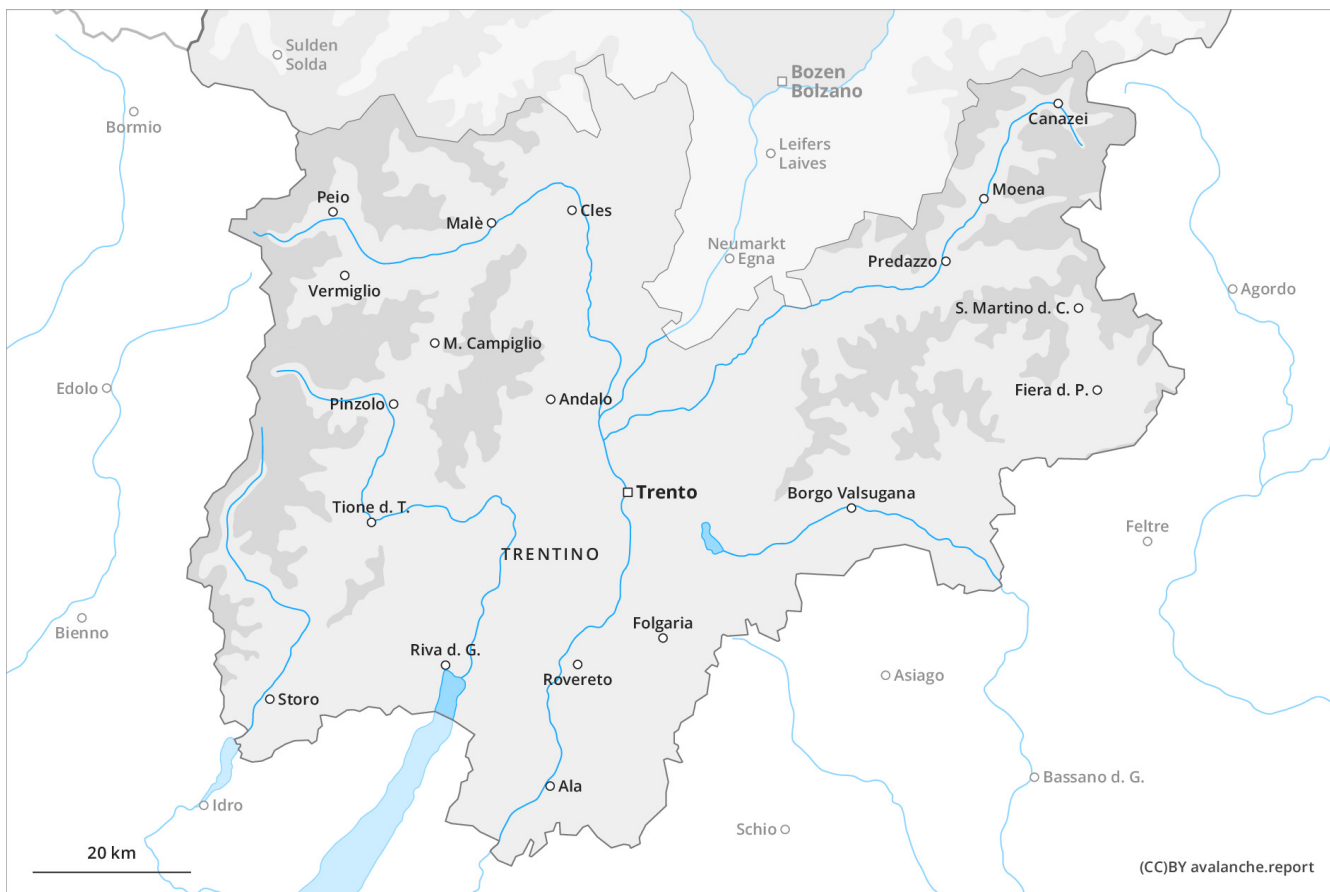 Sulden
Solda
Bozen
Bolzano
Bormio
Canazei
Leifers
Laives
Peio
Moena
Malè
Cles
Neumarkt
Egna
Predazzo
Vermiglio
Agordo
S. Martino d. C.
M. Campiglio
Edolo
Fiera d. P.
Pinzolo
Andalo
Trento
Borgo Valsugana
Tione d. T.
Feltre
TRENTINO
Bienno
Folgaria
Riva d. G.
Asiago
Rovereto
Storo
Bassano d. G.
Ala
Idro
Schio
20 km
(CC)BY avalanche.report